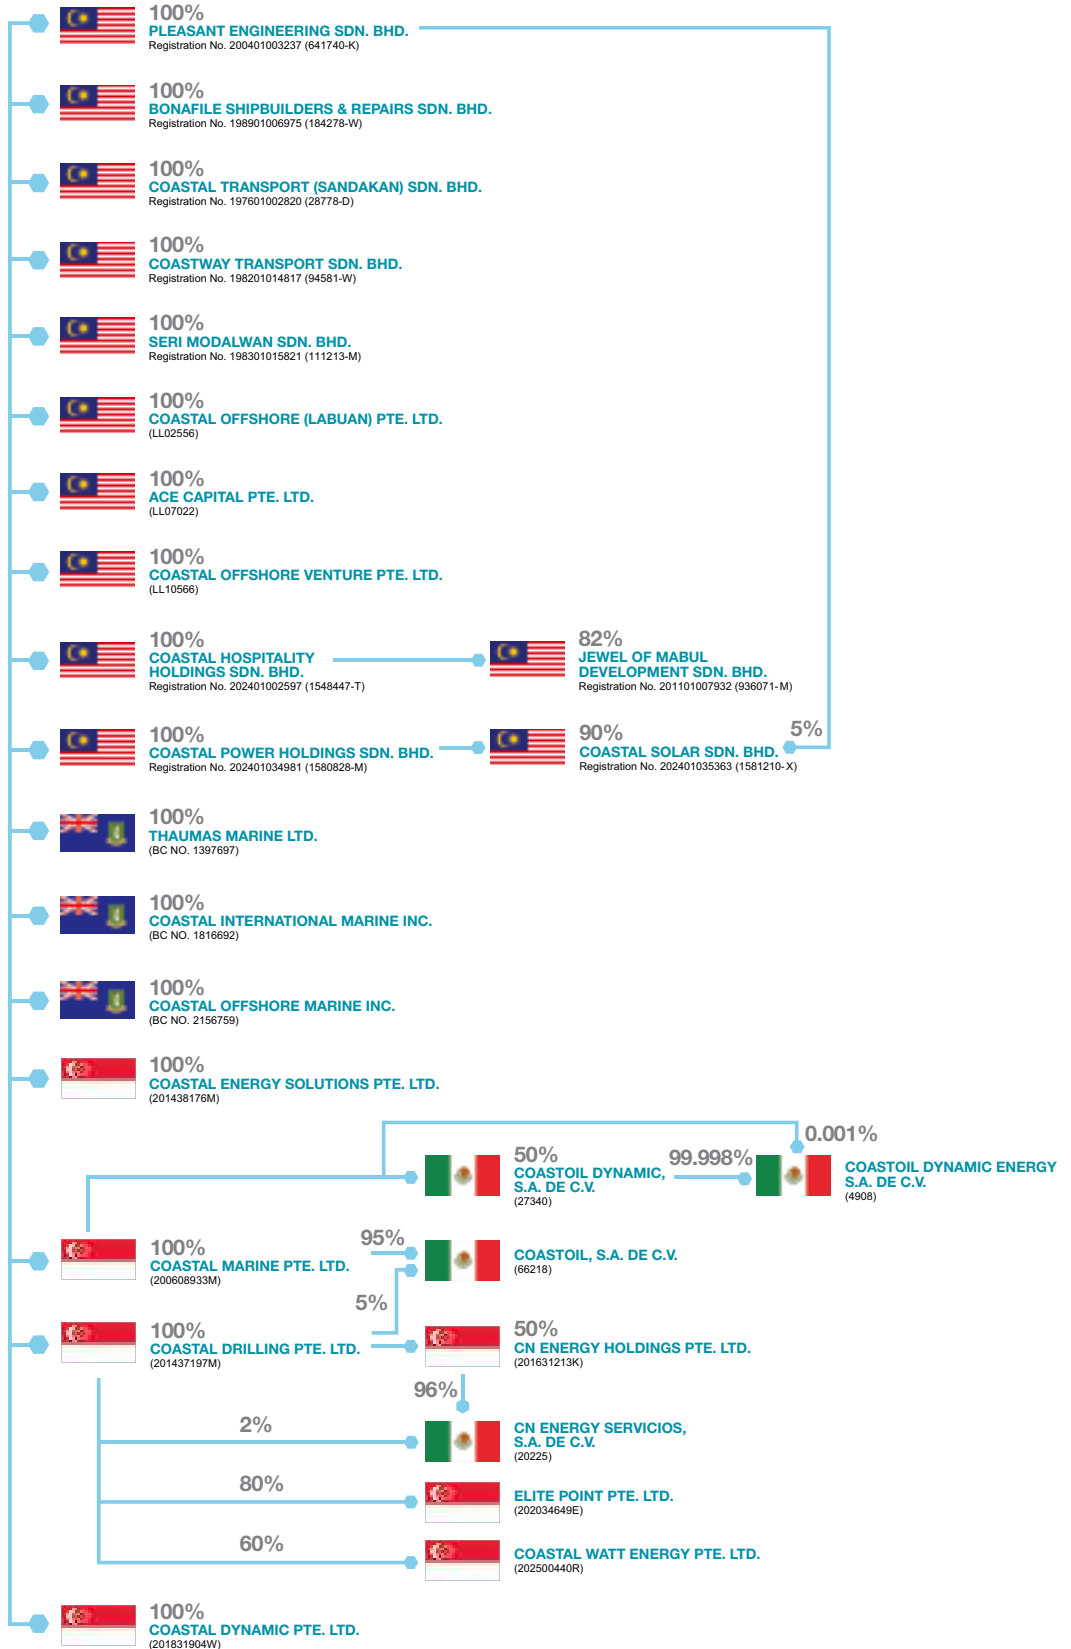 100%
PLEASANT ENGINEERING SDN. BHD.
Registration No. 200401003237 (641740-K)
100%
BONAFILE SHIPBUILDERS & REPAIRS SDN. BHD.
Registration No. 198901006975 (184278-W)
100%
COASTAL TRANSPORT (SANDAKAN) SDN. BHD.
Registration No. 197601002820 (28778-D)
100%
COASTWAY TRANSPORT SDN. BHD.
Registration No. 198201014817 (94581-W)
100%
SERI MODALWAN SDN. BHD.
Registration No. 198301015821 (111213-M)
100%
COASTAL OFFSHORE (LABUAN) PTE. LTD.
(LL02556)
100%
ACE CAPITAL PTE. LTD.
(LL07022)
100%
COASTAL OFFSHORE VENTURE PTE. LTD.
(LL10566)
100%
COASTAL HOSPITALITY
HOLDINGS SDN. BHD.
Registration No. 202401002597 (1548447-T)
82%
JEWEL OF MABUL
DEVELOPMENT SDN. BHD.
Registration No. 201101007932 (936071-M)
100%
COASTAL POWER HOLDINGS SDN. BHD.
Registration No. 202401034981 (1580828-M)
90%
COASTAL SOLAR SDN. BHD.
Registration No. 202401035363 (1581210-X)
5%
100%
THAUMAS MARINE LTD.
(BC NO. 1397697)
100%
COASTAL INTERNATIONAL MARINE INC.
(BC NO. 1816692)
100%
COASTAL OFFSHORE MARINE INC.
(BC NO. 2156759)
100%
COASTAL ENERGY SOLUTIONS PTE. LTD.
(201438176M)
50%
COASTOIL DYNAMIC,
S.A. DE C.V.
(27340)
99.998%
0.001%
COASTOIL DYNAMIC ENERGY
S.A. DE C.V.
(4908)
100%
COASTAL MARINE PTE. LTD.
(200608933M)
95%
COASTOIL, S.A. DE C.V.
(66218)
5%
100%
COASTAL DRILLING PTE. LTD.
(201437197M)
50%
CN ENERGY HOLDINGS PTE. LTD.
(201631213K)
96%
2%
CN ENERGY SERVICIOS,
S.A. DE C.V.
(20225)
80%
ELITE POINT PTE. LTD.
(202034649E)
60%
COASTAL WATT ENERGY PTE. LTD.
(202500440R)
100%
COASTAL DYNAMIC PTE. LTD.
(201831904W)